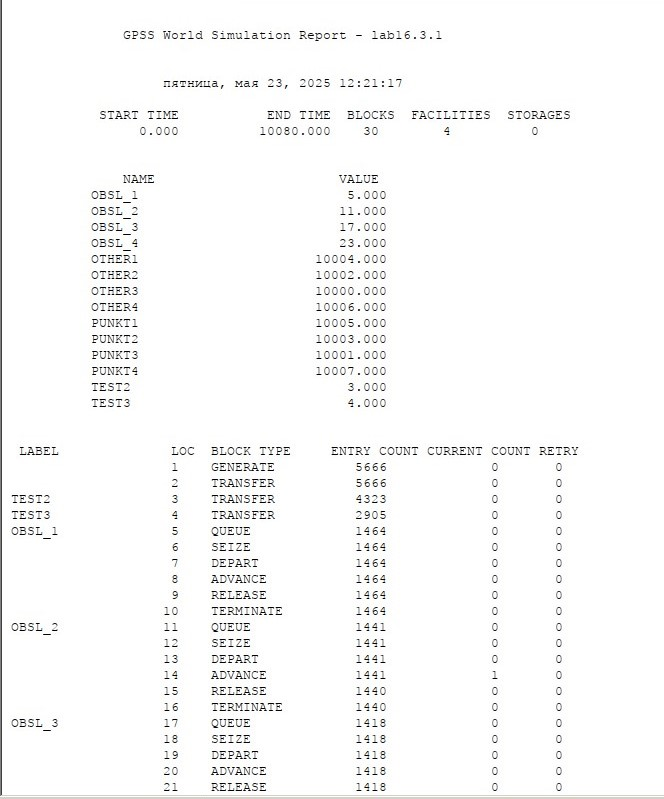 GPSS World Simulation Report - lab16.3.1
пятница, мая 23, 2025 12:21:17
START TIME END TIME BLOCKS FACILITIES STORAGES
0.000 10080.000 30 4 0
NAME VALUE
OBSL_1 5.000
OBSL_2 11.000
OBSL_3 17.000
OBSL_4 23.000
OTHER1 10004.000
OTHER2 10002.000
OTHER3 10000.000
OTHER4 10006.000
PUNKT1 10005.000
PUNKT2 10003.000
PUNKT3 10001.000
PUNKT4 10007.000
TEST2 3.000
TEST3 4.000
LABEL LOC BLOCK TYPE ENTRY COUNT CURRENT COUNT RETRY
1 GENERATE 5666 0 0
2 TRANSFER 5666 0 0
TEST2 3 TRANSFER 4323 0 0
TEST3 4 TRANSFER 2905 0 0
OBSL_1 5 QUEUE 1464 0 0
6 SEIZE 1464 0 0
7 DEPART 1464 0 0
8 ADVANCE 1464 0 0
9 RELEASE 1464 0 0
10 TERMINATE 1464 0 0
OBSL_2 11 QUEUE 1441 0 0
12 SEIZE 1441 0 0
13 DEPART 1441 0 0
14 ADVANCE 1441 1 0
15 RELEASE 1440 0 0
16 TERMINATE 1440 0 0
OBSL_3 17 QUEUE 1418 0 0
18 SEIZE 1418 0 0
19 DEPART 1418 0 0
20 ADVANCE 1418 0 0
21 RELEASE 1418 0 0